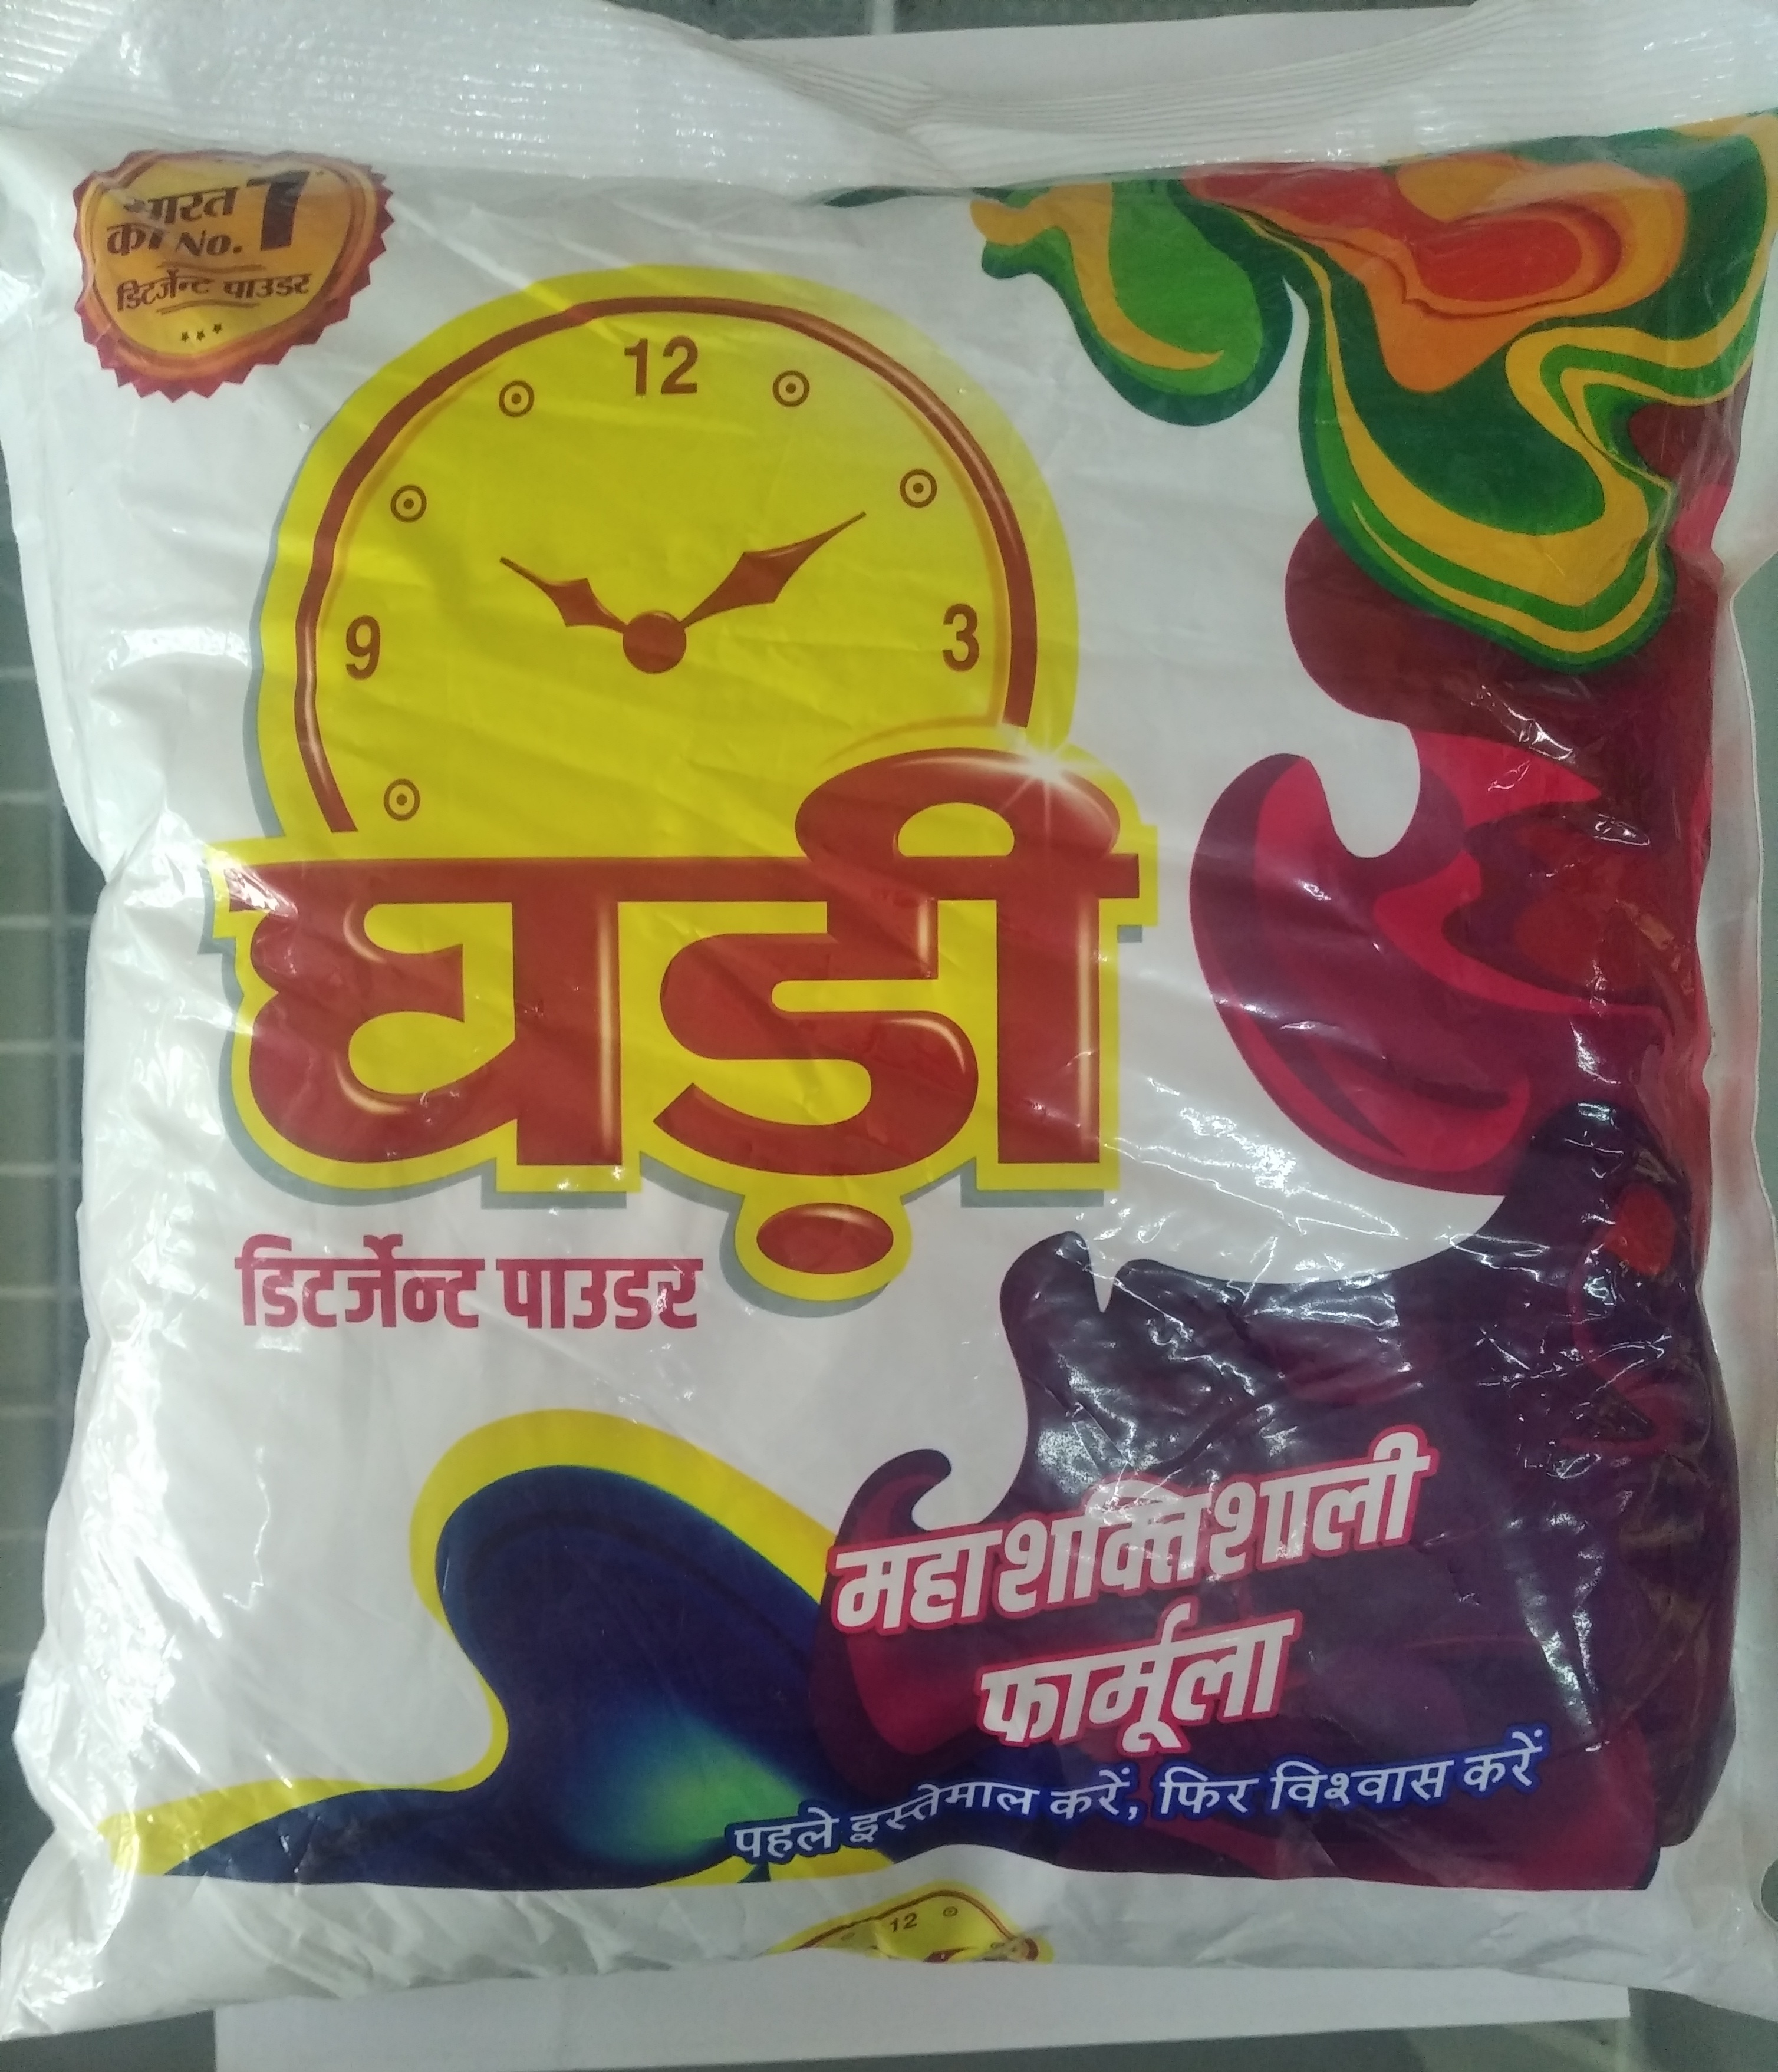 भारत
का No. 1
डिटर्जेन्ट पाउडर
12
9
3
घड़ी
डिटर्जेन्ट पाउडर
महाशक्तिशाली
फार्मूला
पहले इस्तेमाल करें, फिर विश्वास करें
12